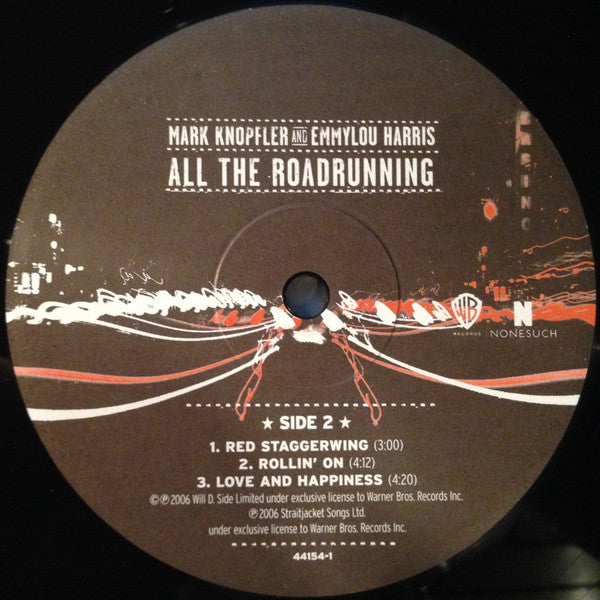 MARK KNOPFLER AND EMMYLOU HARRIS
ALL THE ROADRUNNING
WB
RECORDS
N
NONESUCH
★ SIDE 2 ★
1. RED STAGGERWING (3:00)
2. ROLLIN' ON (4:12)
3. LOVE AND HAPPINESS (4:20)
©℗2006 Will D. Side Limited under exclusive license to Warner Bros. Records Inc.
℗2006 Straitjacket Songs Ltd.
under exclusive license to Warner Bros. Records Inc.
44154-1